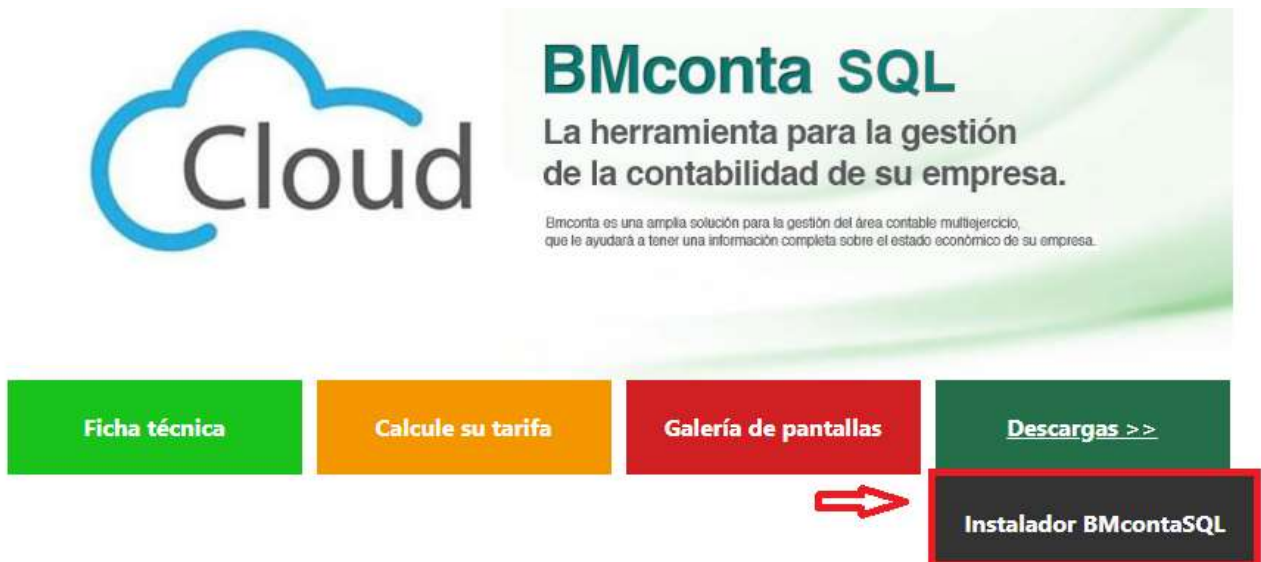 Cloud
BMconta SQL
La herramienta para la gestión
de la contabilidad de su empresa.
Bmconta es una amplia solución para la gestión del área contable multiejercicio,
que le ayudará a tener una información completa sobre el estado económico de su empresa.
Ficha técnica
Calcule su tarifa
Galería de pantallas
Descargas >>
Instalador BMcontaSQL